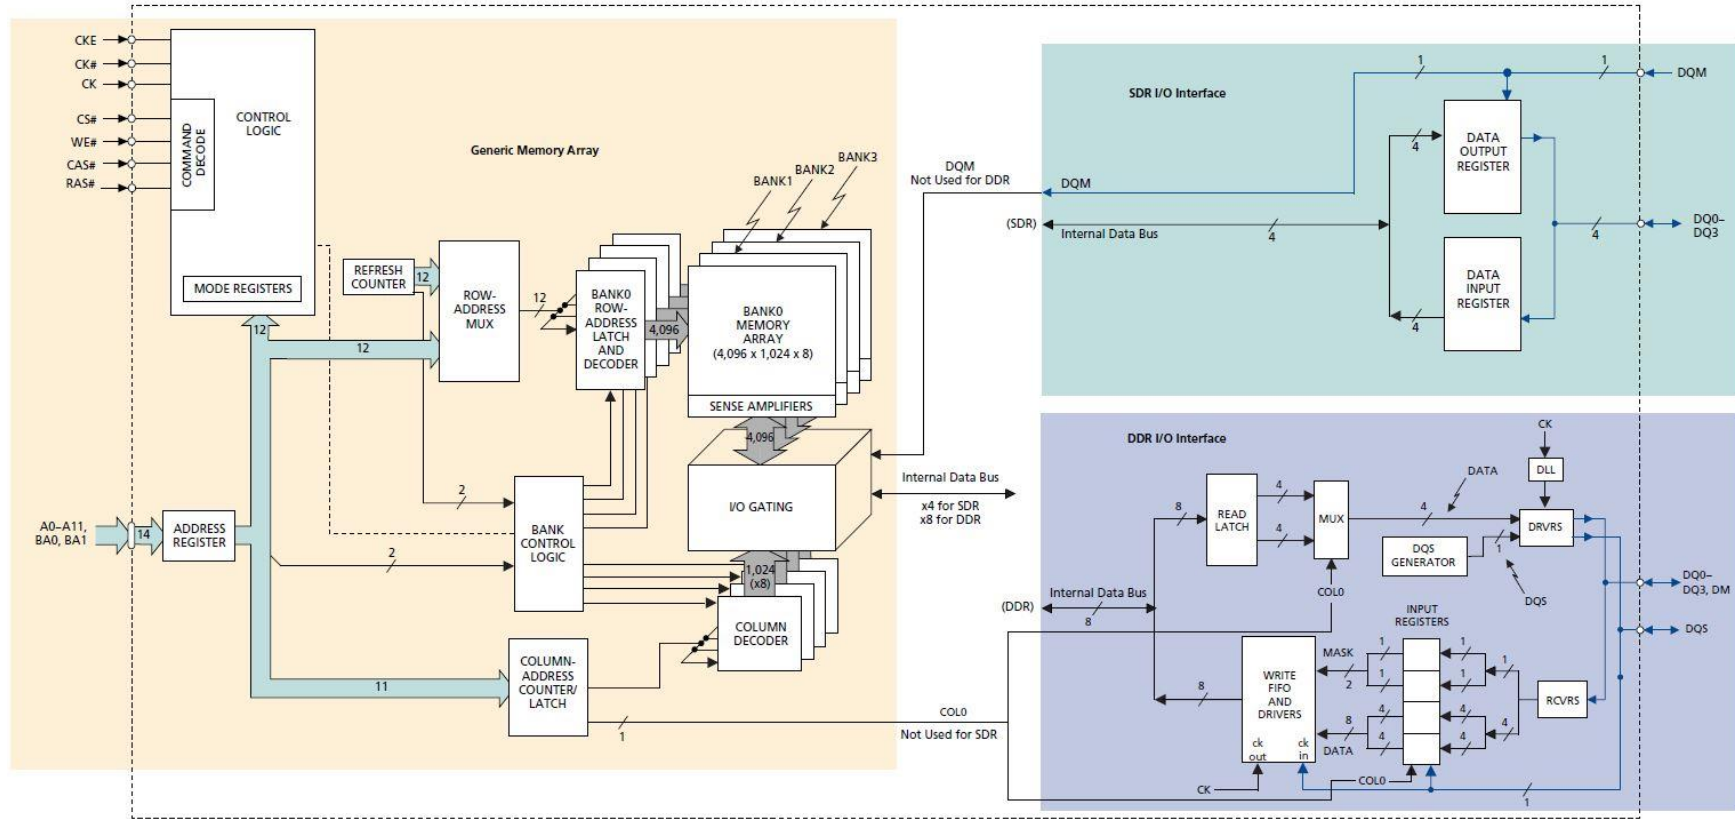 CKE
CK#
CK
CS#
WE#
CAS#
RAS#
COMMAND
DECODE
CONTROL
LOGIC
MODE REGISTERS
Generic Memory Array
REFRESH
COUNTER
12
12
12
ROW-
ADDRESS
MUX
12
BANK0
ROW-
ADDRESS
LATCH
AND
DECODER
4,096
BANK1
BANK2
BANK3
BANK0
MEMORY
ARRAY
(4,096 x 1,024 x 8)
SENSE AMPLIFIERS
4,096
I/O GATING
2
2
BANK
CONTROL
LOGIC
A0–A11,
BA0, BA1
14
ADDRESS
REGISTER
1,024
(x8)
COLUMN
DECODER
11
COLUMN-
ADDRESS
COUNTER/
LATCH
1
COL0
Not Used for SDR
DQM
Not Used for DDR
Internal Data Bus
x4 for SDR
x8 for DDR
SDR I/O Interface
1
1
DQM
DQM
(SDR)
Internal Data Bus
4
4
4
DATA
OUTPUT
REGISTER
DATA
INPUT
REGISTER
4
DQ0–
DQ3
DDR I/O Interface
CK
DLL
DATA
8
READ
LATCH
4
4
MUX
4
DRVRS
DQS
GENERATOR
1
DQS
COL0
(DDR)
Internal Data Bus
8
DQ0–
DQ3, DM
DQS
INPUT
REGISTERS
MASK
2
1
1
1
1
1
8
WRITE
FIFO
AND
DRIVERS
ck
out
ck
in
8
DATA
4
4
4
4
4
RCVRS
CK
COL0
1